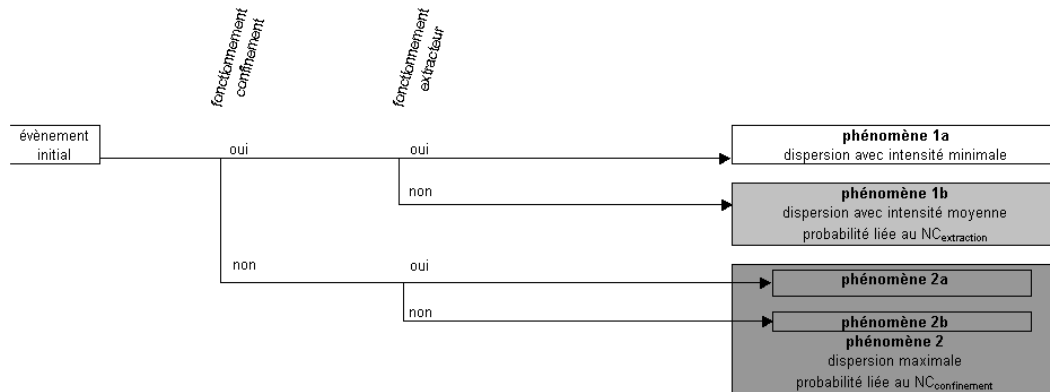 fonctionnement
confinement
fonctionnement
extracteur
évènement
initial
oui
oui
phénomène 1a
dispersion avec intensité minimale
non
phénomène 1b
dispersion avec intensité moyenne
probabilité liée au NCextraction
non
oui
phénomène 2a
non
phénomène 2b
phénomène 2
dispersion maximale
probabilité liée au NCconfinement